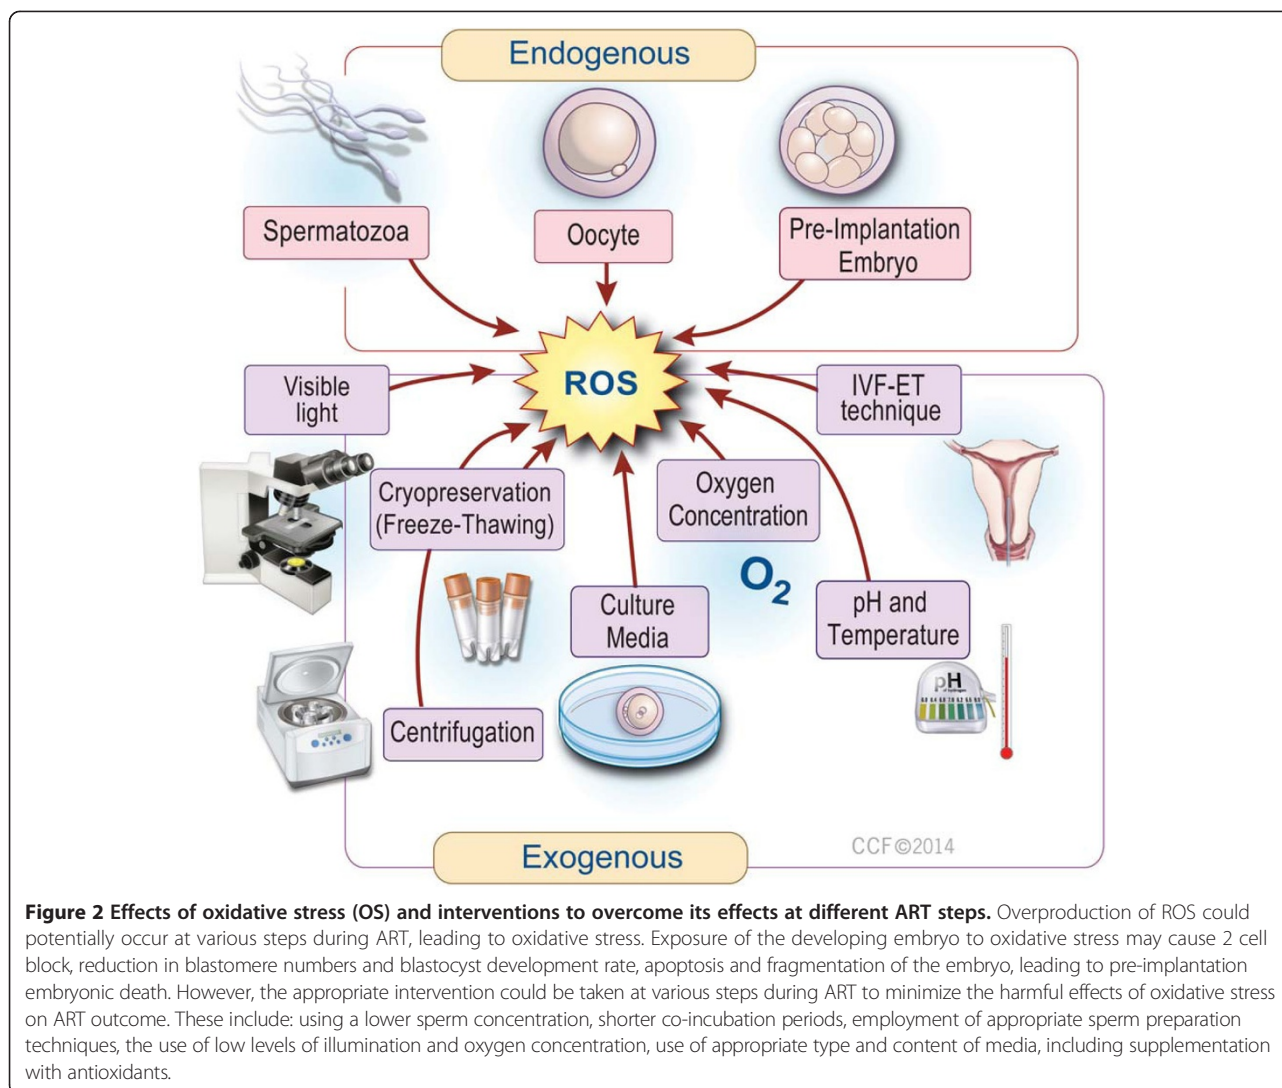 Endogenous
Spermatozoa
Oocyte
Pre-Implantation
Embryo
ROS
Visible
light
IVF-ET
technique
Cryopreservation
(Freeze-Thawing)
Oxygen
Concentration
O2
Culture
Media
pH and
Temperature
pH
Centrifugation
CCF©2014
Exogenous
Figure 2 Effects of oxidative stress (OS) and interventions to overcome its effects at different ART steps. Overproduction of ROS could
potentially occur at various steps during ART, leading to oxidative stress. Exposure of the developing embryo to oxidative stress may cause 2 cell
block, reduction in blastomere numbers and blastocyst development rate, apoptosis and fragmentation of the embryo, leading to pre-implantation
embryonic death. However, the appropriate intervention could be taken at various steps during ART to minimize the harmful effects of oxidative stress
on ART outcome. These include: using a lower sperm concentration, shorter co-incubation periods, employment of appropriate sperm preparation
techniques, the use of low levels of illumination and oxygen concentration, use of appropriate type and content of media, including supplementation
with antioxidants.